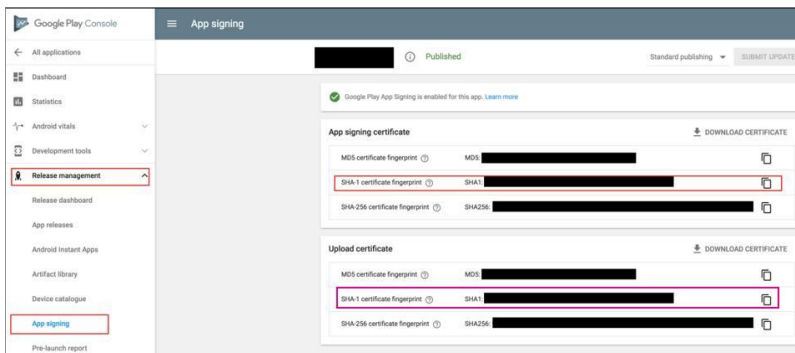 Google Play Console
App signing
All applications
Published
Standard publishing
SUBMIT UPDATE
Dashboard
Statistics
Android vitals
Development tools
Release management
Release dashboard
App releases
Android Instant Apps
Artifact library
Device catalogue
App signing
Pre-launch report
Google Play App Signing is enabled for this app. Learn more
App signing certificate
DOWNLOAD CERTIFICATE
MD5 certificate fingerprint MD5:
SHA-1 certificate fingerprint SHA1:
SHA-256 certificate fingerprint SHA256:
Upload certificate
DOWNLOAD CERTIFICATE
MD5 certificate fingerprint MD5:
SHA-1 certificate fingerprint SHA1:
SHA-256 certificate fingerprint SHA256: